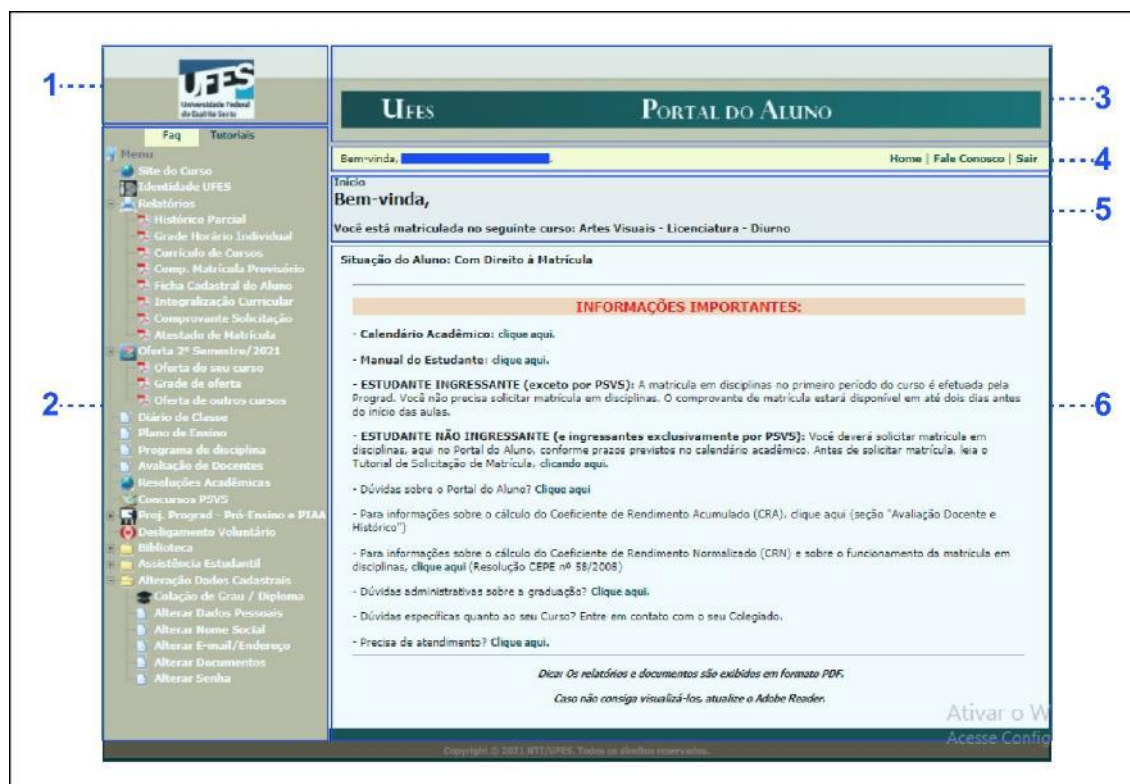 1
UFES
Universidade Federal
do Espírito Santo
3
UFES PORTAL DO ALUNO
Faq Tutoriais
Bem-vinda, .
Home | Fale Conosco | Sair
4
Menu
Site do Curso
Identidade UFES
Relatórios
Histórico Parcial
Grade Horário Individual
Currículo de Cursos
Comp. Matrícula Provisório
Ficha Cadastral do Aluno
Integralização Curricular
Comprovante Solicitação
Atestado de Matrícula
Oferta 2º Semestre/2021
Oferta do seu curso
Grade de oferta
Oferta de outros cursos
2
Diário de Classe
Plano de Ensino
Programa de disciplina
Avaliação de Docentes
Resoluções Acadêmicas
Concursos PSVS
Proj. Prograd - Pró-Ensino e PIAA
Desligamento Voluntário
Biblioteca
Assistência Estudantil
Alteração Dados Cadastrais
Colação de Grau / Diploma
Alterar Dados Pessoais
Alterar Nome Social
Alterar E-mail/Endereço
Alterar Documentos
Alterar Senha
Início
Bem-vinda,
5
Você está matriculada no seguinte curso: Artes Visuais - Licenciatura - Diurno
Situação do Aluno: Com Direito à Matrícula
INFORMAÇÕES IMPORTANTES:
- Calendário Acadêmico: clique aqui.
- Manual do Estudante: clique aqui.
- ESTUDANTE INGRESSANTE (exceto por PSVS): A matrícula em disciplinas no primeiro período do curso é efetuada pela
Prograd. Você não precisa solicitar matrícula em disciplinas. O comprovante de matrícula estará disponível em até dois dias antes
do início das aulas.
6
- ESTUDANTE NÃO INGRESSANTE (e ingressantes exclusivamente por PSVS): Você deverá solicitar matrícula em
disciplinas, aqui no Portal do Aluno, conforme prazos previstos no calendário acadêmico. Antes de solicitar matrícula, leia o
Tutorial de Solicitação de Matrícula, clicando aqui.
- Dúvidas sobre o Portal do Aluno? Clique aqui
- Para informações sobre o cálculo do Coeficiente de Rendimento Acumulado (CRA), clique aqui (seção "Avaliação Docente e
Histórico")
- Para informações sobre o cálculo do Coeficiente de Rendimento Normalizado (CRN) e sobre o funcionamento da matrícula em
disciplinas, clique aqui (Resolução CEPE nº 58/2008)
- Dúvidas administrativas sobre a graduação? Clique aqui.
- Dúvidas específicas quanto ao seu Curso? Entre em contato com o seu Colegiado.
- Precisa de atendimento? Clique aqui.
Dica: Os relatórios e documentos são exibidos em formato PDF.
Caso não consiga visualizá-los, atualize o Adobe Reader.
Ativar o W
Acesse Config
Copyright © 2021 NTI/UFES. Todos os direitos reservados.